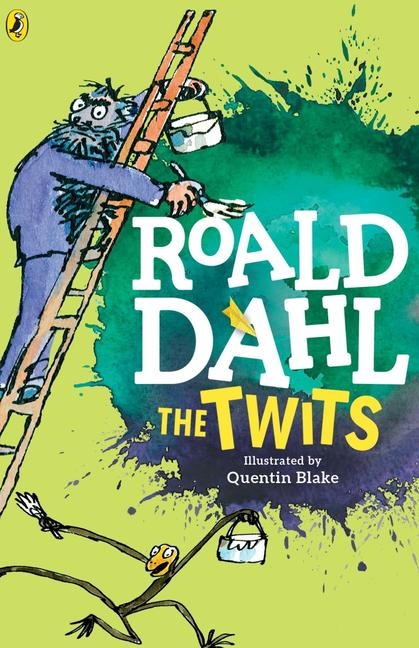 ROALD
DAHL
THE TWITS
Illustrated by
Quentin Blake